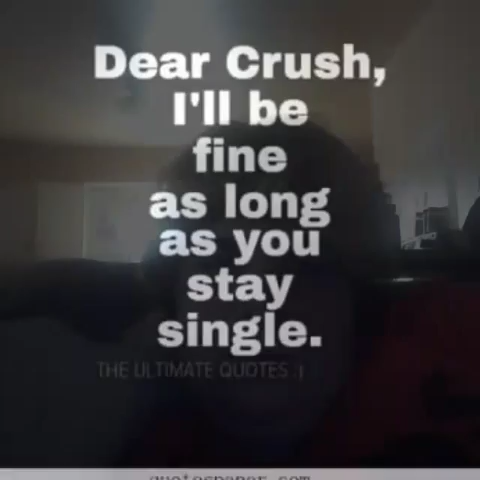 Dear Crush,
I'll be
fine
as long
as you
stay
single.
THE ULTIMATE QUOTES :)